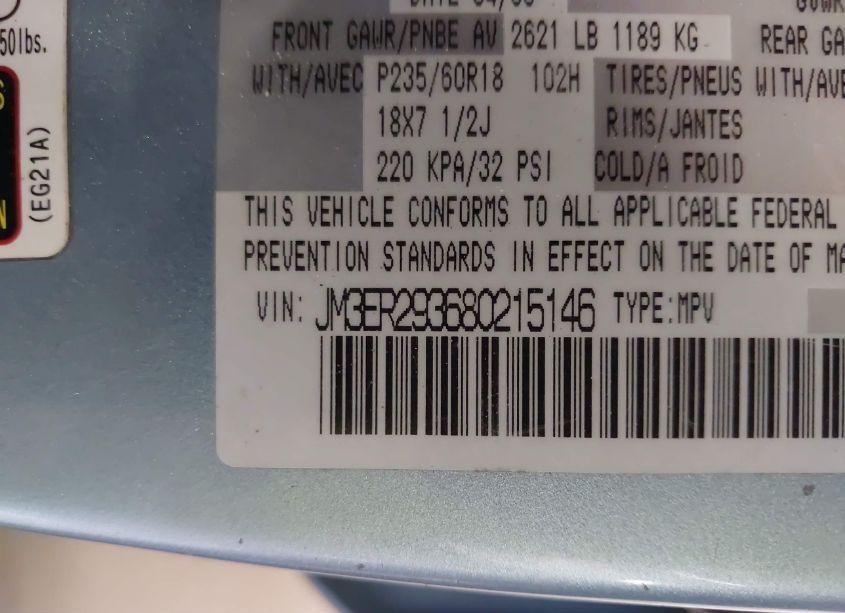 50lbs.
(EG21A)
FRONT GAWR/PNBE AV 2621 LB 1189 KG REAR GA
WITH/AVEC P235/60R18 102H TIRES/PNEUS WITH/AVE
18X7 1/2J RIMS/JANTES
220 KPA/32 PSI COLD/A FROID
THIS VEHICLE CONFORMS TO ALL APPLICABLE FEDERAL
PREVENTION STANDARDS IN EFFECT ON THE DATE OF MA
VIN: JM3ER293680215146 TYPE:MPV